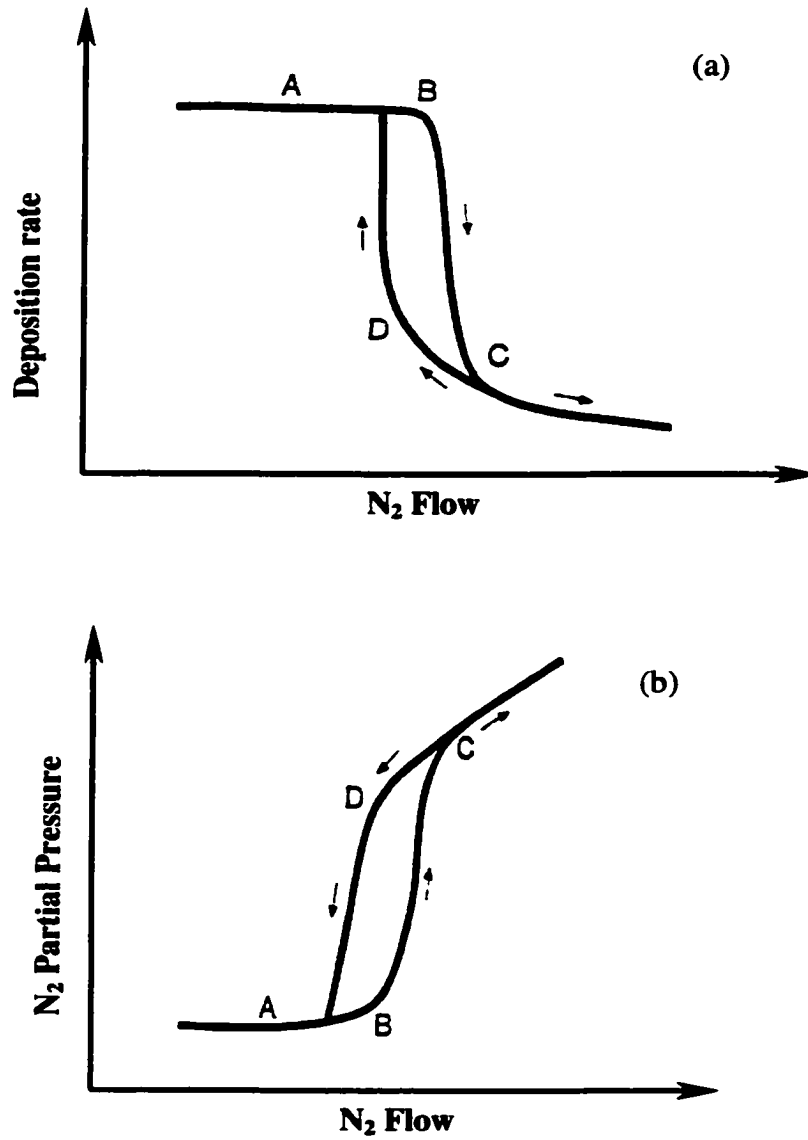 (a)
A
B
Deposition rate
D
C
N₂ Flow
(b)
C
D
N₂ Partial Pressure
A
B
N₂ Flow